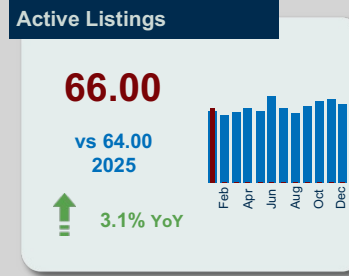 Active Listings
66.00
vs 64.00
2025
3.1% YoY
Feb
Apr
Jun
Aug
Oct
Dec